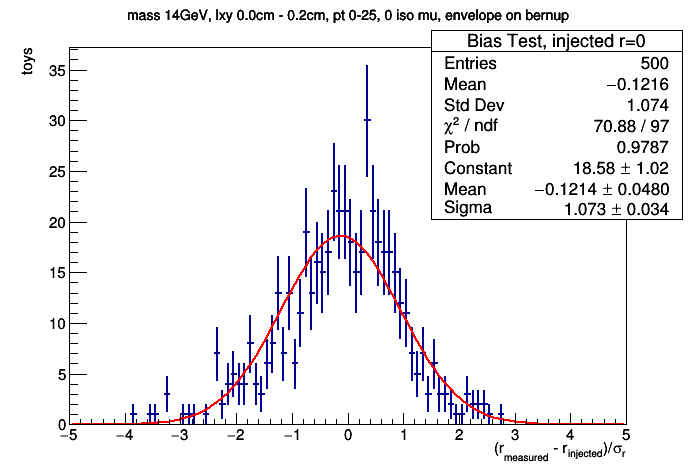 mass 14GeV, lxy 0.0cm - 0.2cm, pt 0-25, 0 iso mu, envelope on bernup
Bias Test, injected r=0
Entries 500
Mean −0.1216
Std Dev 1.074
χ² / ndf 70.88 / 97
Prob 0.9787
Constant 18.58 ± 1.02
Mean −0.1214 ± 0.0480
Sigma 1.073 ± 0.034
toys
35
30
25
20
15
10
5
0
−5 −4 −3 −2 −1 0 1 2 3 4 5
(r_measured - r_injected)/σ_r